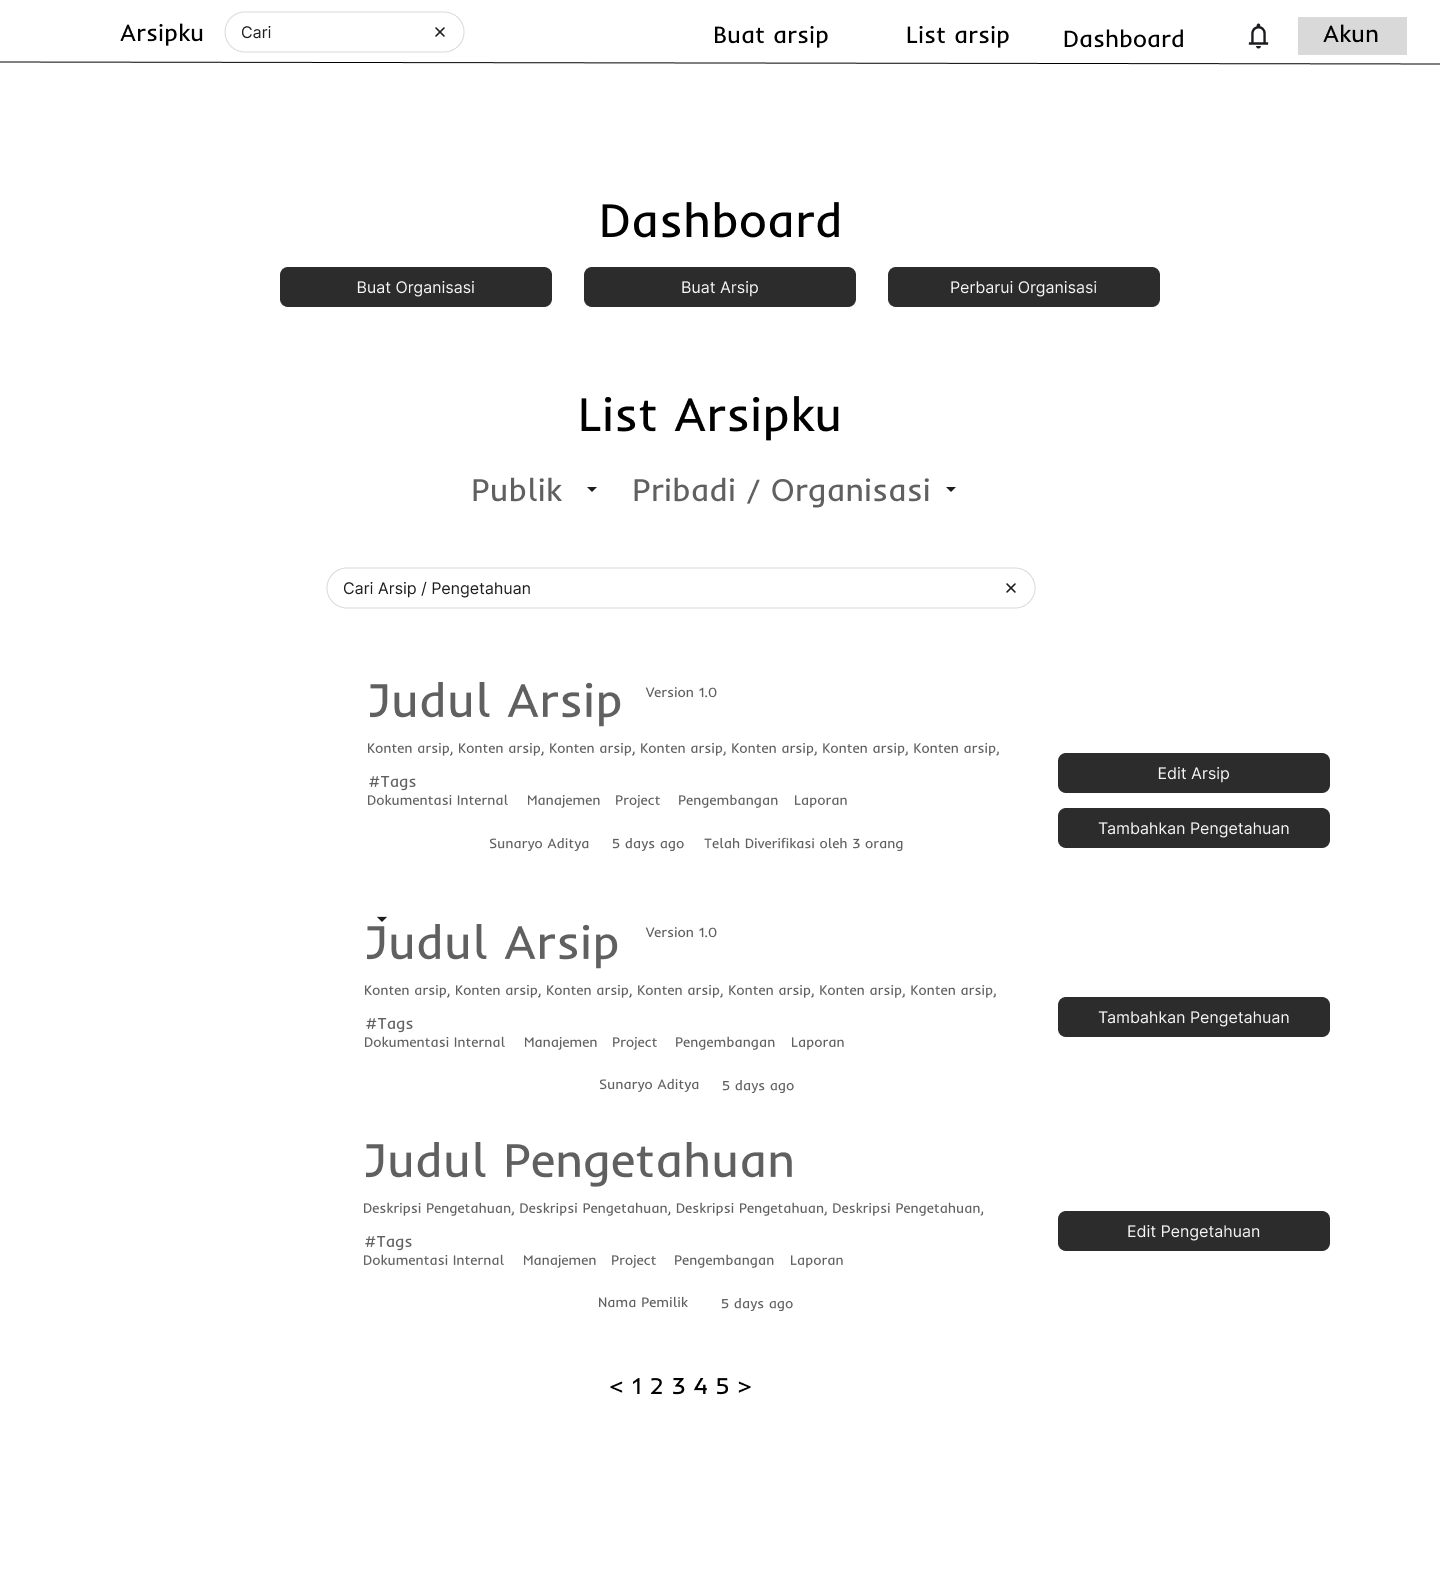 Arsipku Cari Buat arsip List arsip Dashboard Akun
Dashboard
Buat Organisasi Buat Arsip Perbarui Organisasi
List Arsipku
Publik Pribadi / Organisasi
Cari Arsip / Pengetahuan
Judul Arsip Version 1.0
Konten arsip, Konten arsip, Konten arsip, Konten arsip, Konten arsip, Konten arsip, Konten arsip,
Edit Arsip
#Tags
Dokumentasi Internal Manajemen Project Pengembangan Laporan
Tambahkan Pengetahuan
Sunaryo Aditya 5 days ago Telah Diverifikasi oleh 3 orang
Judul Arsip Version 1.0
Konten arsip, Konten arsip, Konten arsip, Konten arsip, Konten arsip, Konten arsip, Konten arsip,
Tambahkan Pengetahuan
#Tags
Dokumentasi Internal Manajemen Project Pengembangan Laporan
Sunaryo Aditya 5 days ago
Judul Pengetahuan
Deskripsi Pengetahuan, Deskripsi Pengetahuan, Deskripsi Pengetahuan, Deskripsi Pengetahuan,
Edit Pengetahuan
#Tags
Dokumentasi Internal Manajemen Project Pengembangan Laporan
Nama Pemilik 5 days ago
< 1 2 3 4 5 >